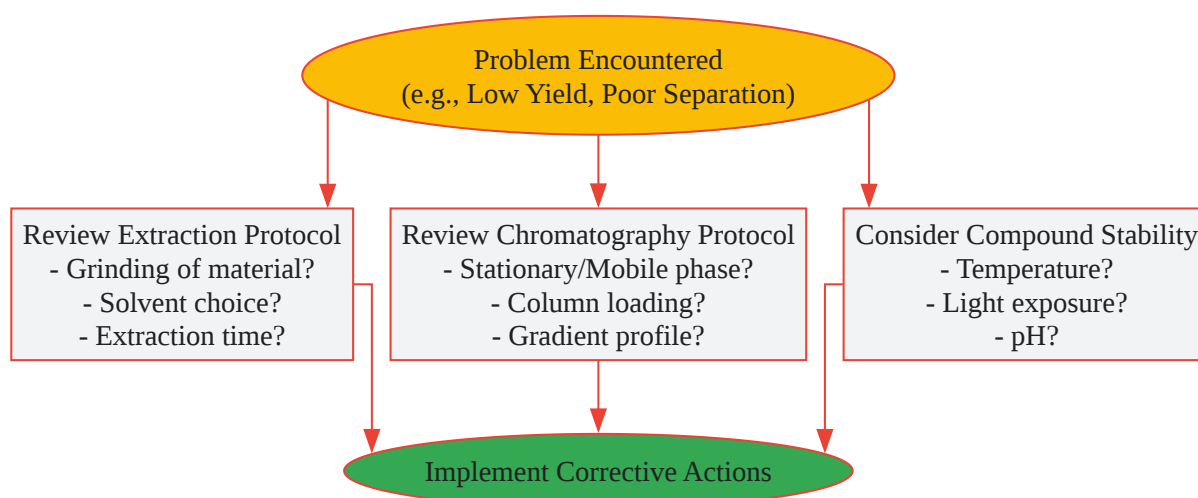 Problem Encountered
(e.g., Low Yield, Poor Separation)
Review Extraction Protocol
- Grinding of material?
- Solvent choice?
- Extraction time?
Review Chromatography Protocol
- Stationary/Mobile phase?
- Column loading?
- Gradient profile?
Consider Compound Stability
- Temperature?
- Light exposure?
- pH?
Implement Corrective Actions